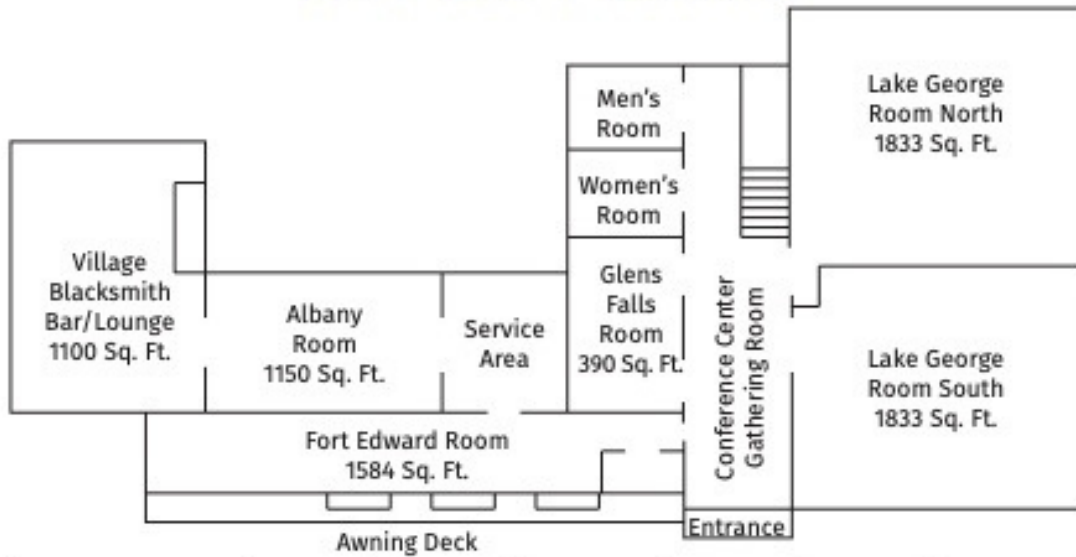 Lake George
Room North
1833 Sq. Ft.
Men's
Room
Women's
Room
Village
Blacksmith
Bar/Lounge
1100 Sq. Ft.
Albany
Room
1150 Sq. Ft.
Service
Area
Glens
Falls
Room
390 Sq. Ft.
Conference Center
Gathering Room
Lake George
Room South
1833 Sq. Ft.
Fort Edward Room
1584 Sq. Ft.
Entrance
Awning Deck